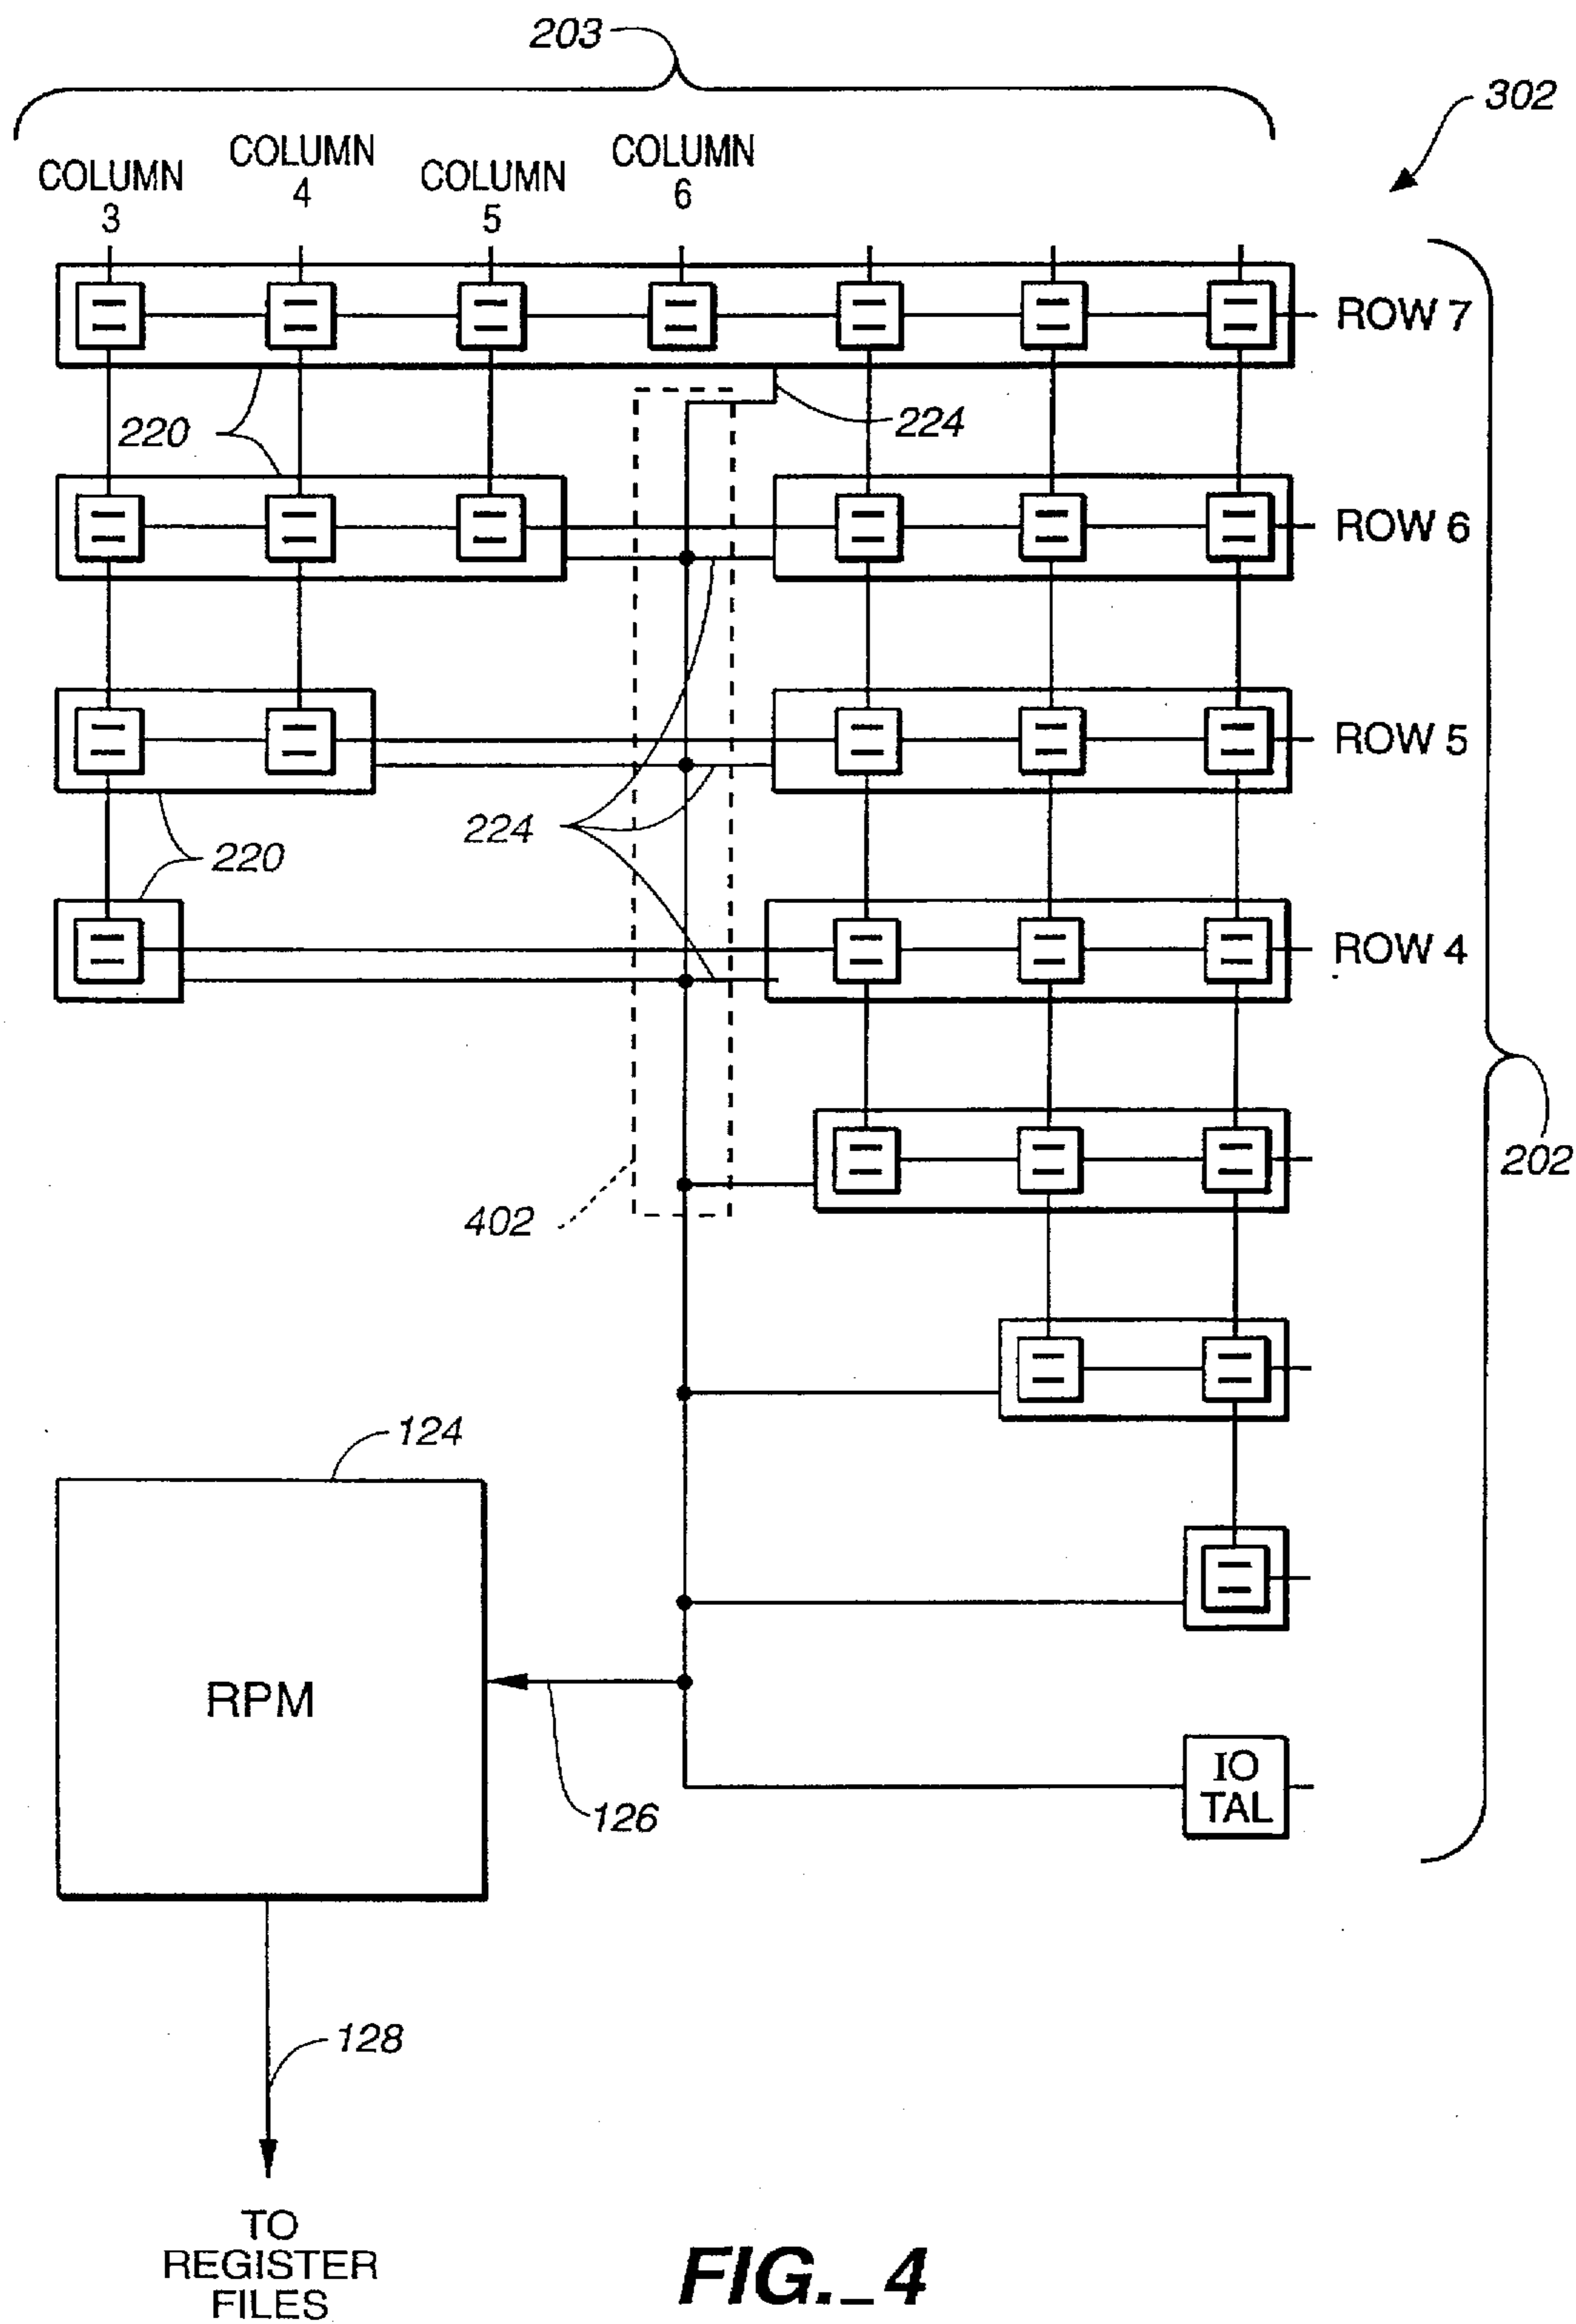 203
302
COLUMN
3
COLUMN
4
COLUMN
5
COLUMN
6
ROW 7
220
224
ROW 6
ROW 5
224
220
ROW 4
202
402
124
RPM
IO
TAL
126
128
TO
REGISTER
FILES
FIG._4